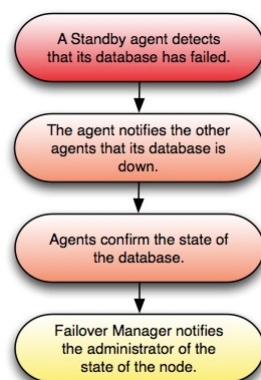 A Standby agent detects
that its database has failed.
The agent notifies the other
agents that its database is
down.
Agents confirm the state of
the database.
Failover Manager notifies
the administrator of the
state of the node.